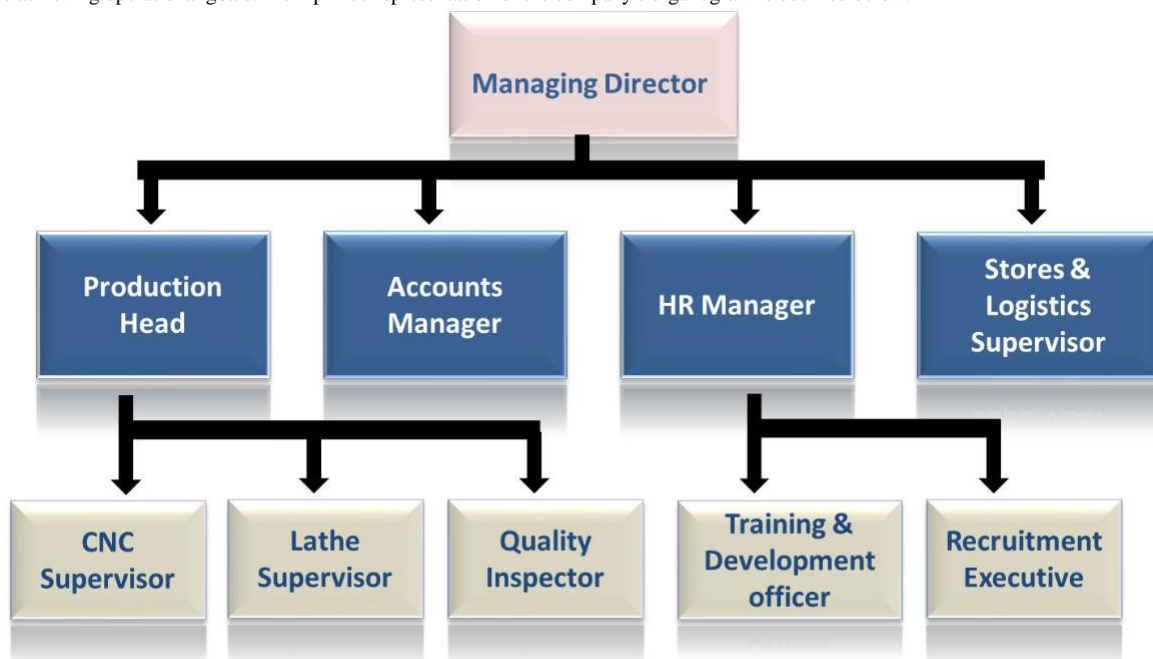 Managing Director
Production
Head
Accounts
Manager
HR Manager
Stores &
Logistics
Supervisor
CNC
Supervisor
Lathe
Supervisor
Quality
Inspector
Training &
Development
officer
Recruitment
Executive